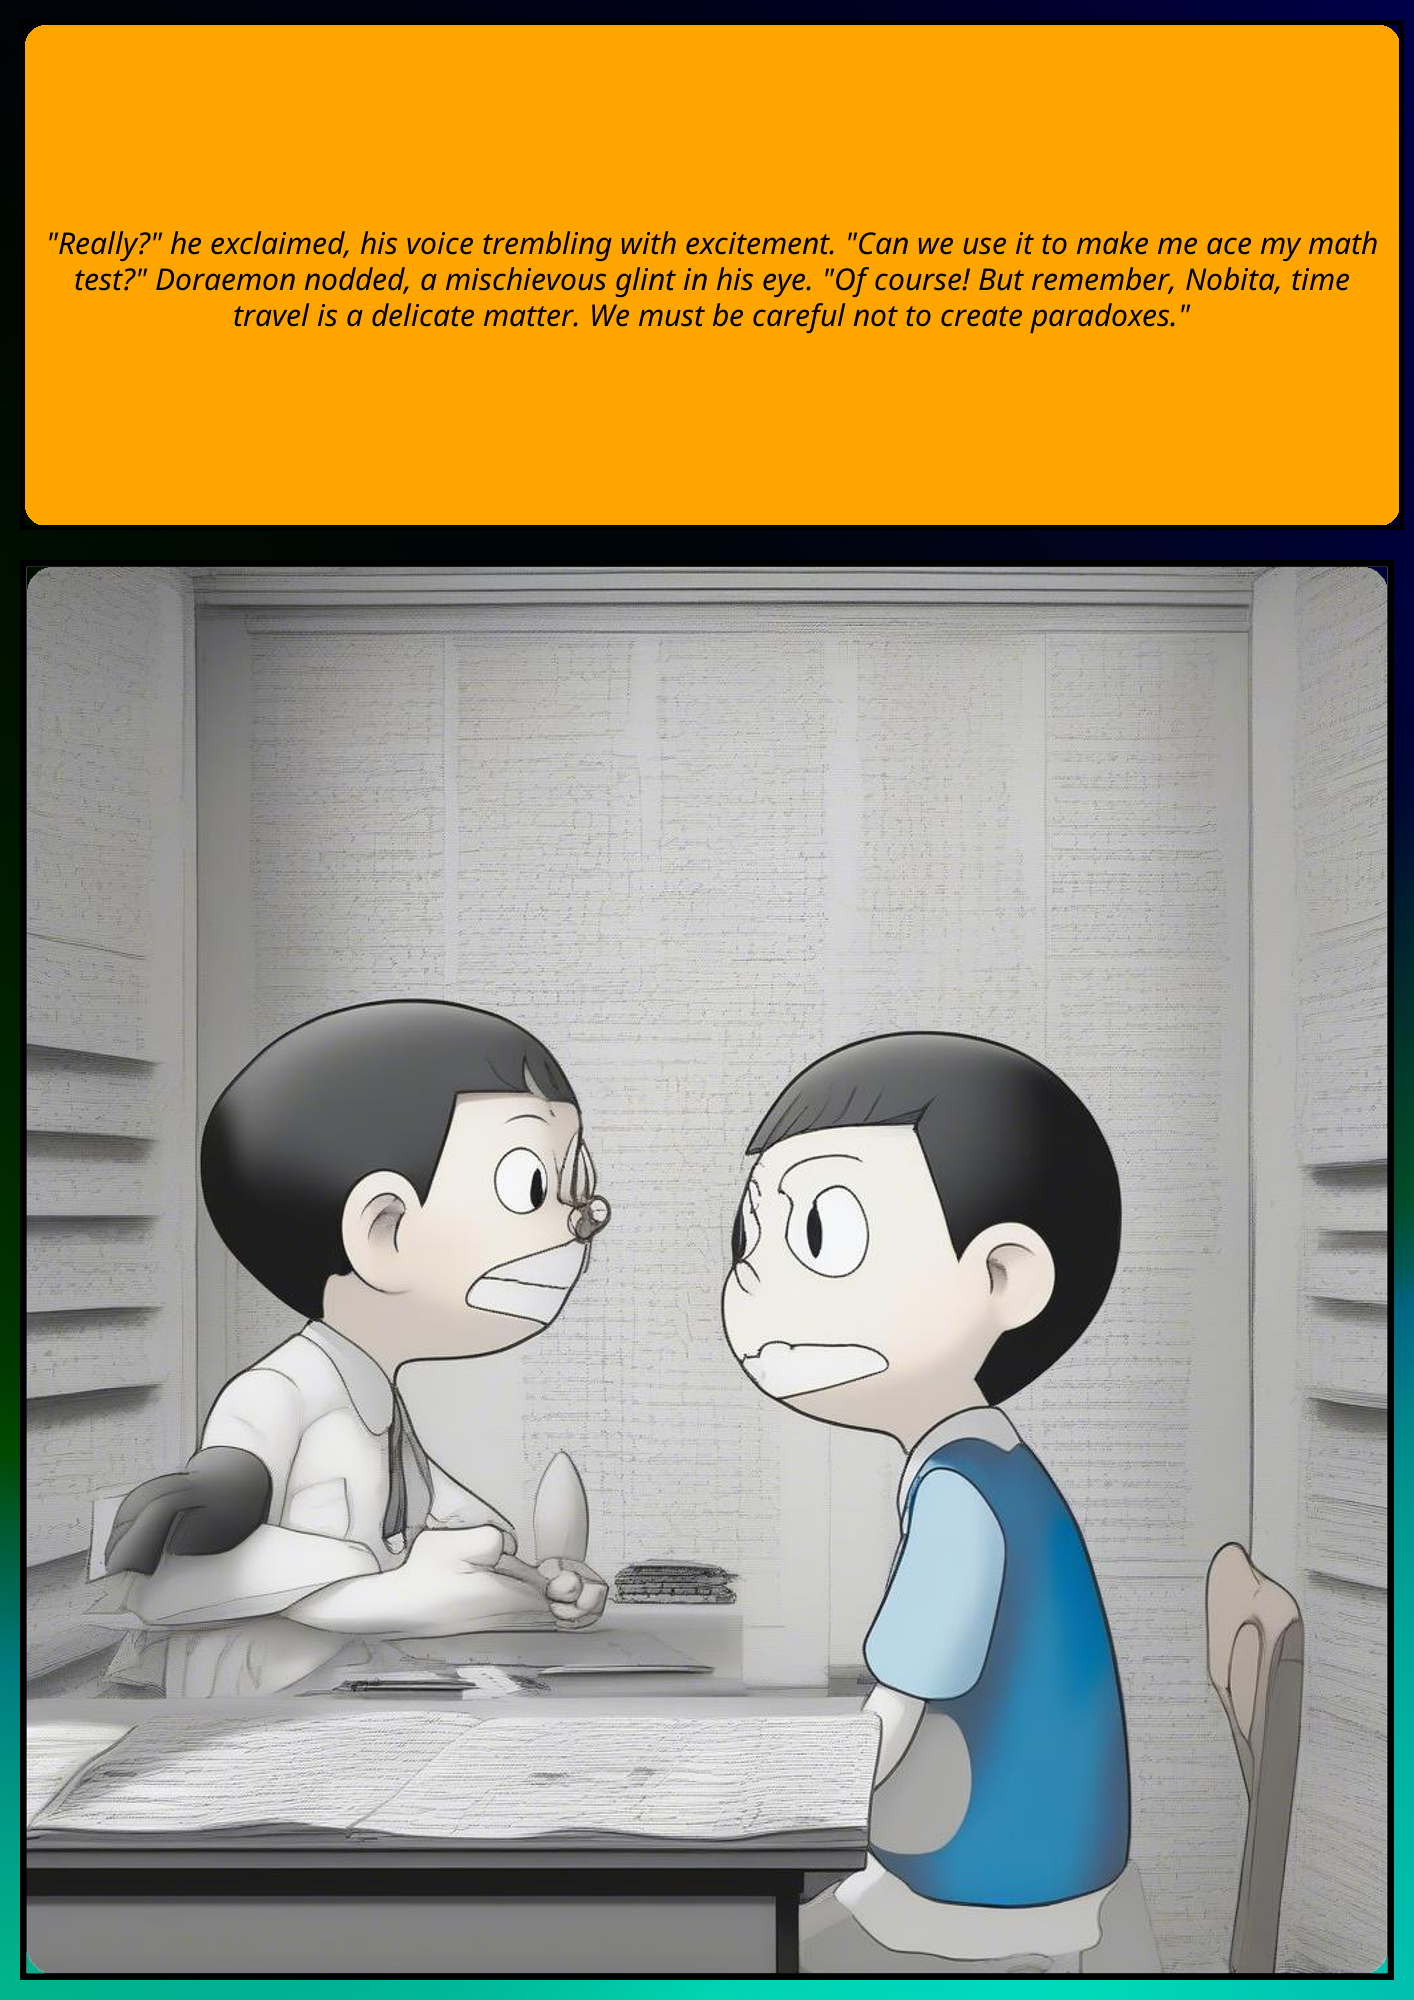 "Really?" he exclaimed, his voice trembling with excitement. "Can we use it to make me ace my math
test?" Doraemon nodded, a mischievous glint in his eye. "Of course! But remember, Nobita, time
travel is a delicate matter. We must be careful not to create paradoxes."